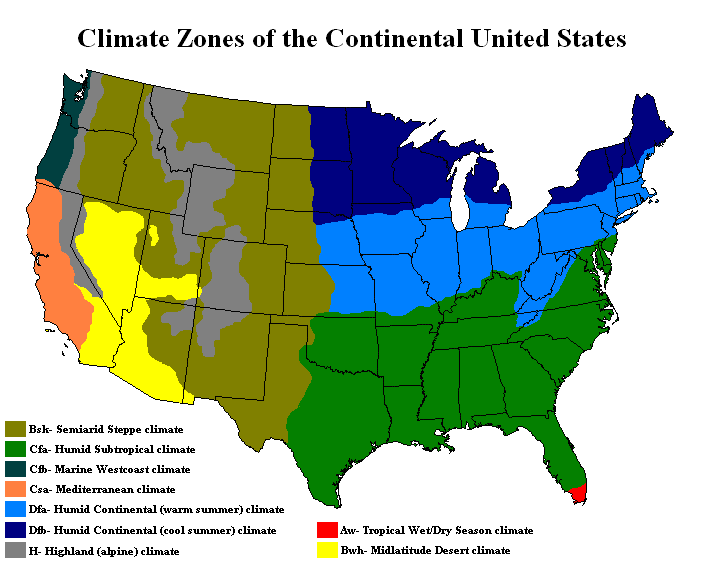 Climate Zones of the Continental United States
Bsk- Semiarid Steppe climate
Cfa- Humid Subtropical climate
Cfb- Marine Westcoast climate
Csa- Mediterranean climate
Dfa- Humid Continental (warm summer) climate
Dfb- Humid Continental (cool summer) climate
H- Highland (alpine) climate
Aw- Tropical Wet/Dry Season climate
Bwh- Midlatitude Desert climate